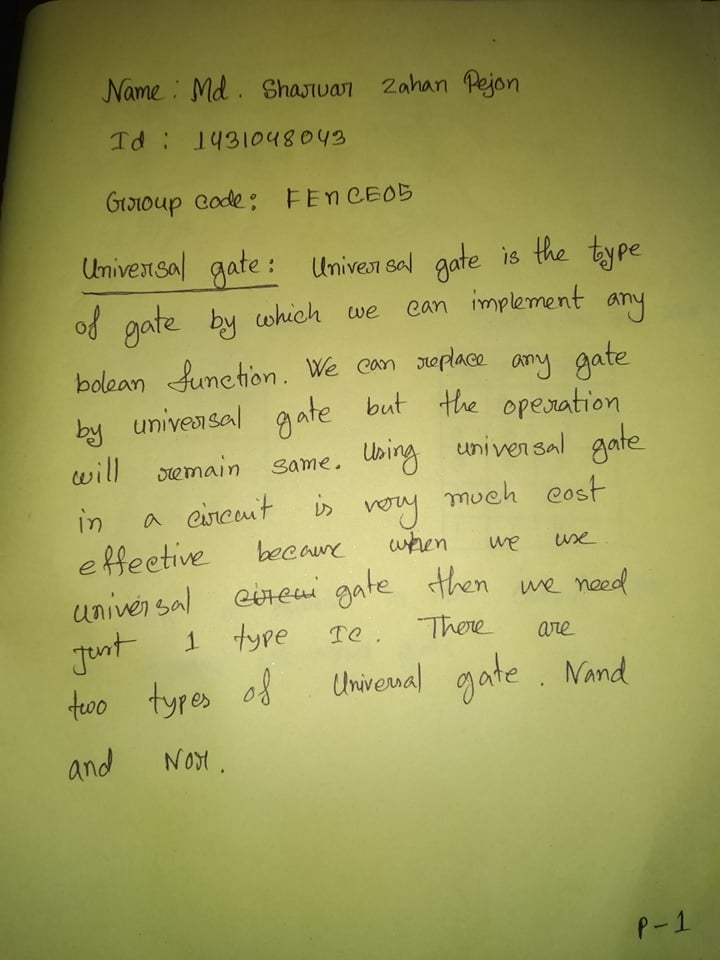 Name : Md. Sharuar Zahan Pejon
Id : 1431048043
Group code: FEnCE05
Universal gate: Universal gate is the type
of gate by which we can implement any
bolean function. We can replace any gate
by universal gate but the operation
will remain same. Using universal gate
in a circuit is very much cost
effective because when we use
universal circui gate then we need
just 1 type Ic. There are
two types of Universal gate. Nand
and Nor.
P-1